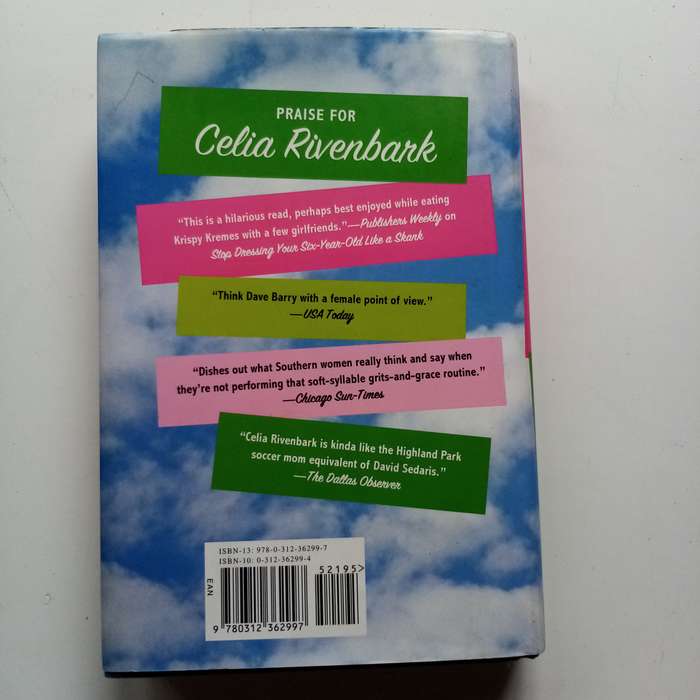 PRAISE FOR
Celia Rivenbark
“This is a hilarious read, perhaps best enjoyed while eating
Krispy Kremes with a few girlfriends.”—Publishers Weekly on
Stop Dressing Your Six-Year-Old Like a Skank
“Think Dave Barry with a female point of view.”
—USA Today
“Dishes out what Southern women really think and say when
they’re not performing that soft-syllable grits-and-grace routine.”
—Chicago Sun-Times
“Celia Rivenbark is kinda like the Highland Park
soccer mom equivalent of David Sedaris.”
—The Dallas Observer
ISBN-13: 978-0-312-36299-7
ISBN-10: 0-312-36299-4
52195>
EAN
9 780312 362997